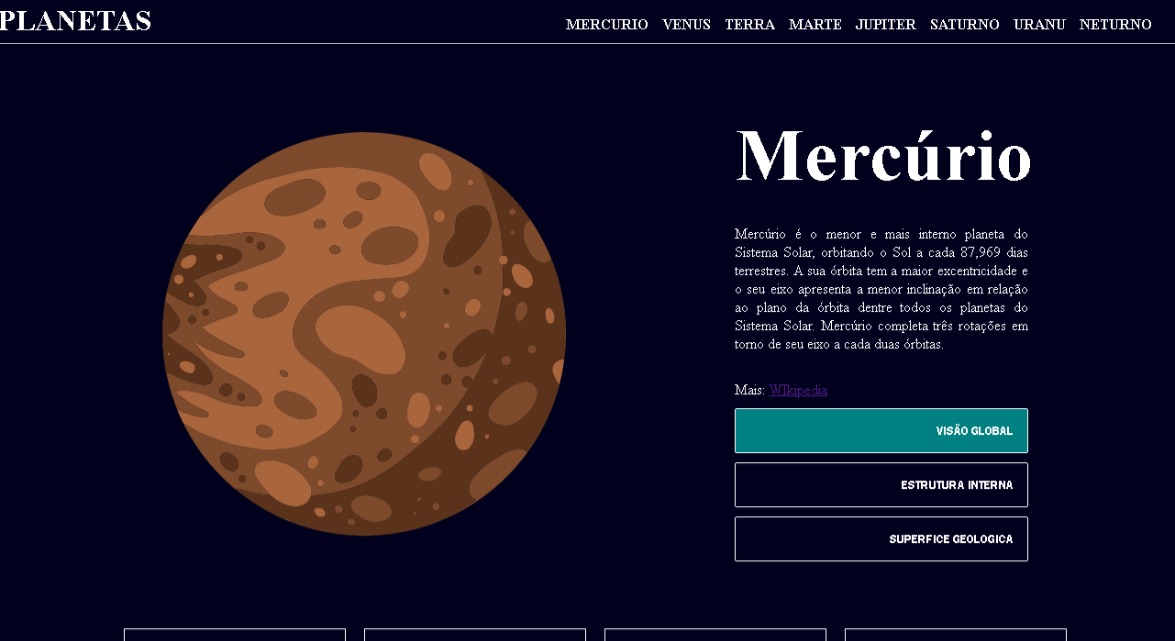 PLANETAS
MERCURIO VENUS TERRA MARTE JUPITER SATURNO URANU NETURNO
Mercúrio
Mercúrio é o menor e mais interno planeta do
Sistema Solar, orbitando o Sol a cada 87,969 dias
terrestres. A sua órbita tem a maior excentricidade e
o seu eixo apresenta a menor inclinação em relação
ao plano da órbita dentre todos os planetas do
Sistema Solar. Mercúrio completa três rotações em
torno de seu eixo a cada duas órbitas.
Mais: WIkipedia
VISÃO GLOBAL
ESTRUTURA INTERNA
SUPERFICE GEOLOGICA